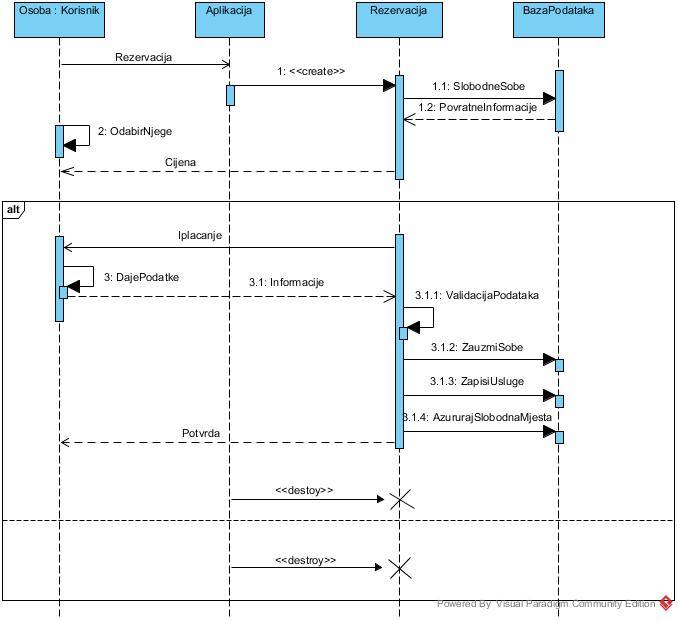 Osoba : Korisnik
Aplikacija
Rezervacija
BazaPodataka
Rezervacija
1: <<create>>
1.1: SlobodneSobe
1.2: PovratneInformacije
2: OdabirNjege
Cijena
alt
Iplacanje
3: DajePodatke
3.1: Informacije
3.1.1: ValidacijaPodataka
3.1.2: ZauzmiSobe
3.1.3: ZapisiUsluge
3.1.4: AzururajSlobodnaMjesta
Potvrda
<<destoy>>
<<destroy>>
Powered By Visual Paradigm Community Edition